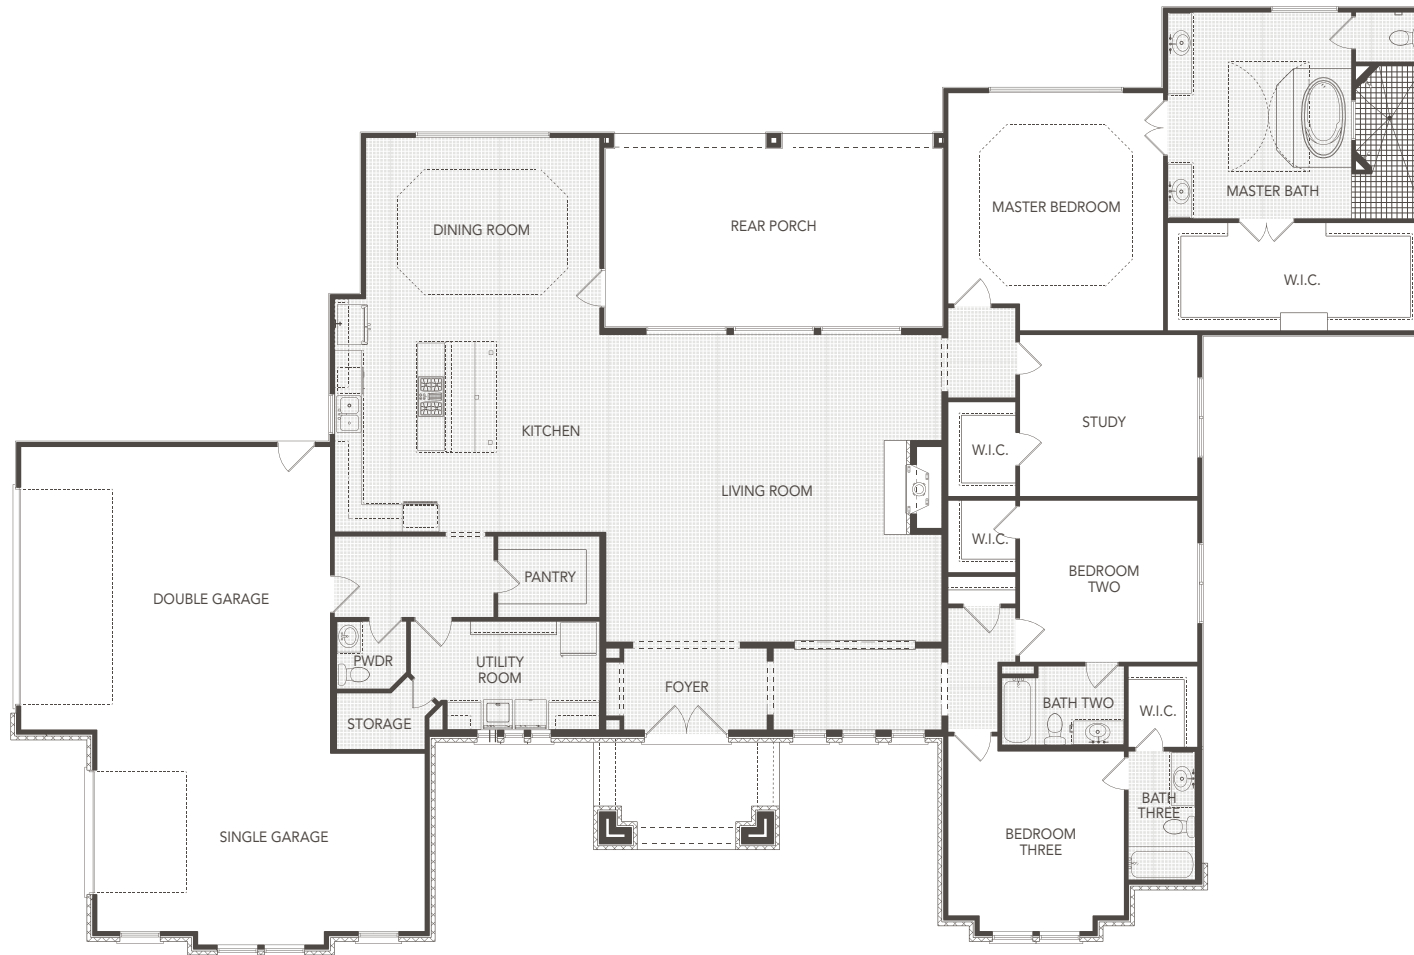 MASTER BATH
MASTER BEDROOM
DINING ROOM
REAR PORCH
W.I.C.
STUDY
KITCHEN
W.I.C.
LIVING ROOM
W.I.C.
BEDROOM
TWO
PANTRY
DOUBLE GARAGE
PWDR
UTILITY
ROOM
FOYER
BATH TWO
W.I.C.
STORAGE
BATH
THREE
SINGLE GARAGE
BEDROOM
THREE